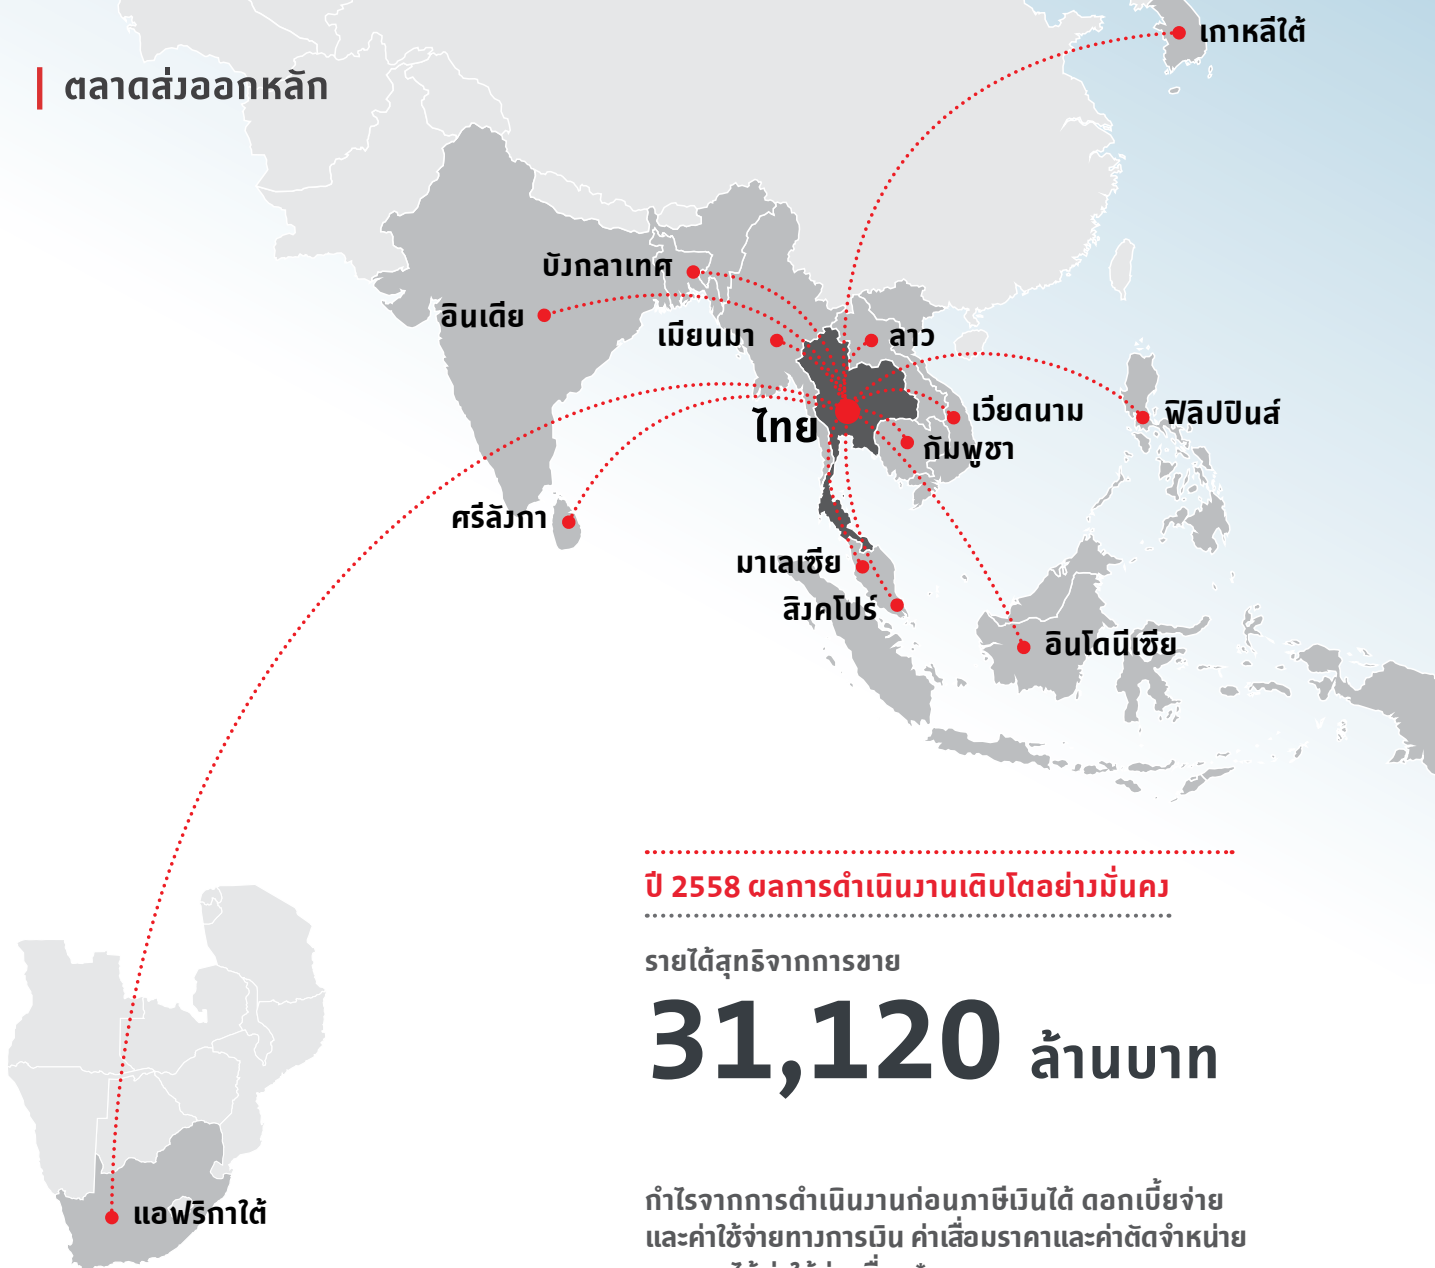 ตลาดส่งออกหลัก
เกาหลีใต้
บังกลาเทศ
อินเดีย
เมียนมา
ลาว
ไทย
เวียดนาม
ฟิลิปปินส์
กัมพูชา
ศรีลังกา
มาเลเซีย
สิงคโปร์
อินโดนีเซีย
แอฟริกาใต้
ปี 2558 ผลการดำเนินงานเติบโตอย่างมั่นคง
รายได้สุทธิจากการขาย
31,120 ล้านบาท
กำไรจากการดำเนินงานก่อนภาษีเงินได้ ดอกเบี้ยจ่าย
และค่าใช้จ่ายทางการเงิน ค่าเสื่อมราคาและค่าตัดจำหน่าย